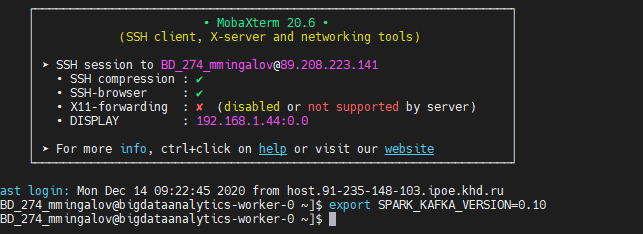 • MobaXterm 20.6 •
(SSH client, X-server and networking tools)
➤ SSH session to BD_274_mmingalov@89.208.223.141
• SSH compression : ✔
• SSH-browser : ✔
• X11-forwarding : ✘ (disabled or not supported by server)
• DISPLAY : 192.168.1.44:0.0
➤ For more info, ctrl+click on help or visit our website
ast login: Mon Dec 14 09:22:45 2020 from host.91-235-148-103.ipoe.khd.ru
BD_274_mmingalov@bigdataanalytics-worker-0 ~]$ export SPARK_KAFKA_VERSION=0.10
BD_274_mmingalov@bigdataanalytics-worker-0 ~]$